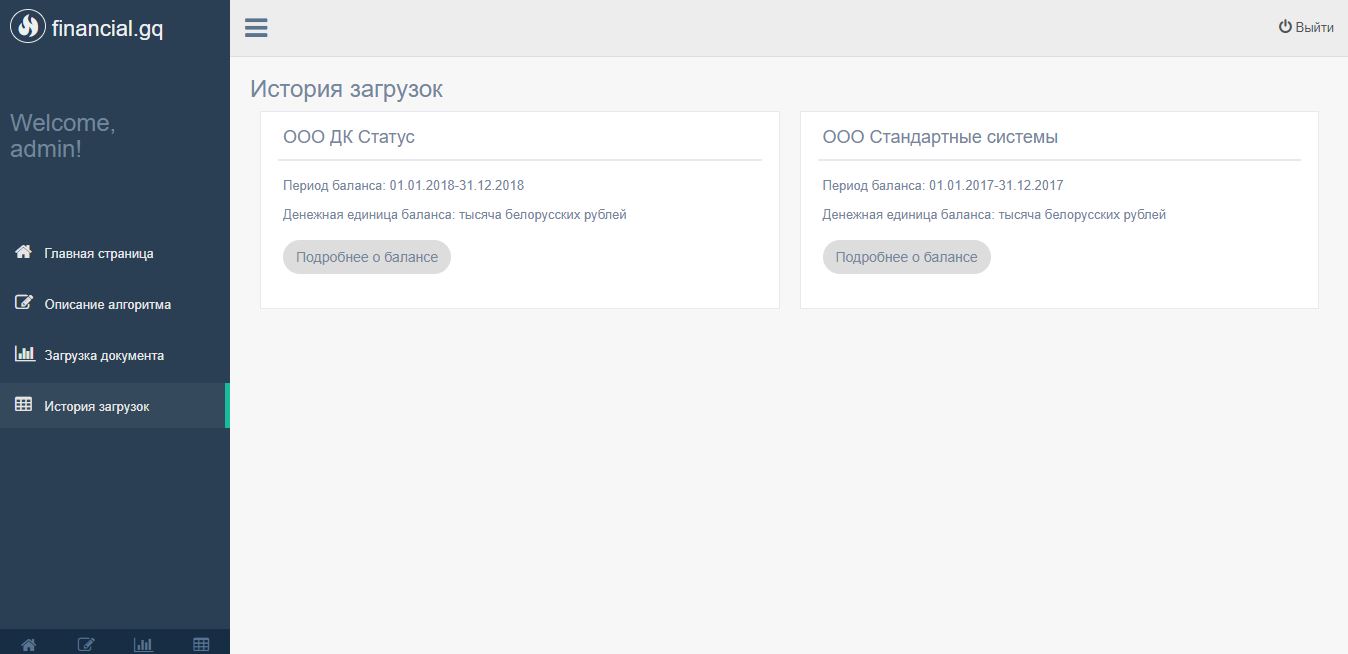 financial.gq
Выйти
Welcome,
admin!
Главная страница
Описание алгоритма
Загрузка документа
История загрузок
История загрузок
ООО ДК Статус
Период баланса: 01.01.2018-31.12.2018
Денежная единица баланса: тысяча белорусских рублей
Подробнее о балансе
ООО Стандартные системы
Период баланса: 01.01.2017-31.12.2017
Денежная единица баланса: тысяча белорусских рублей
Подробнее о балансе